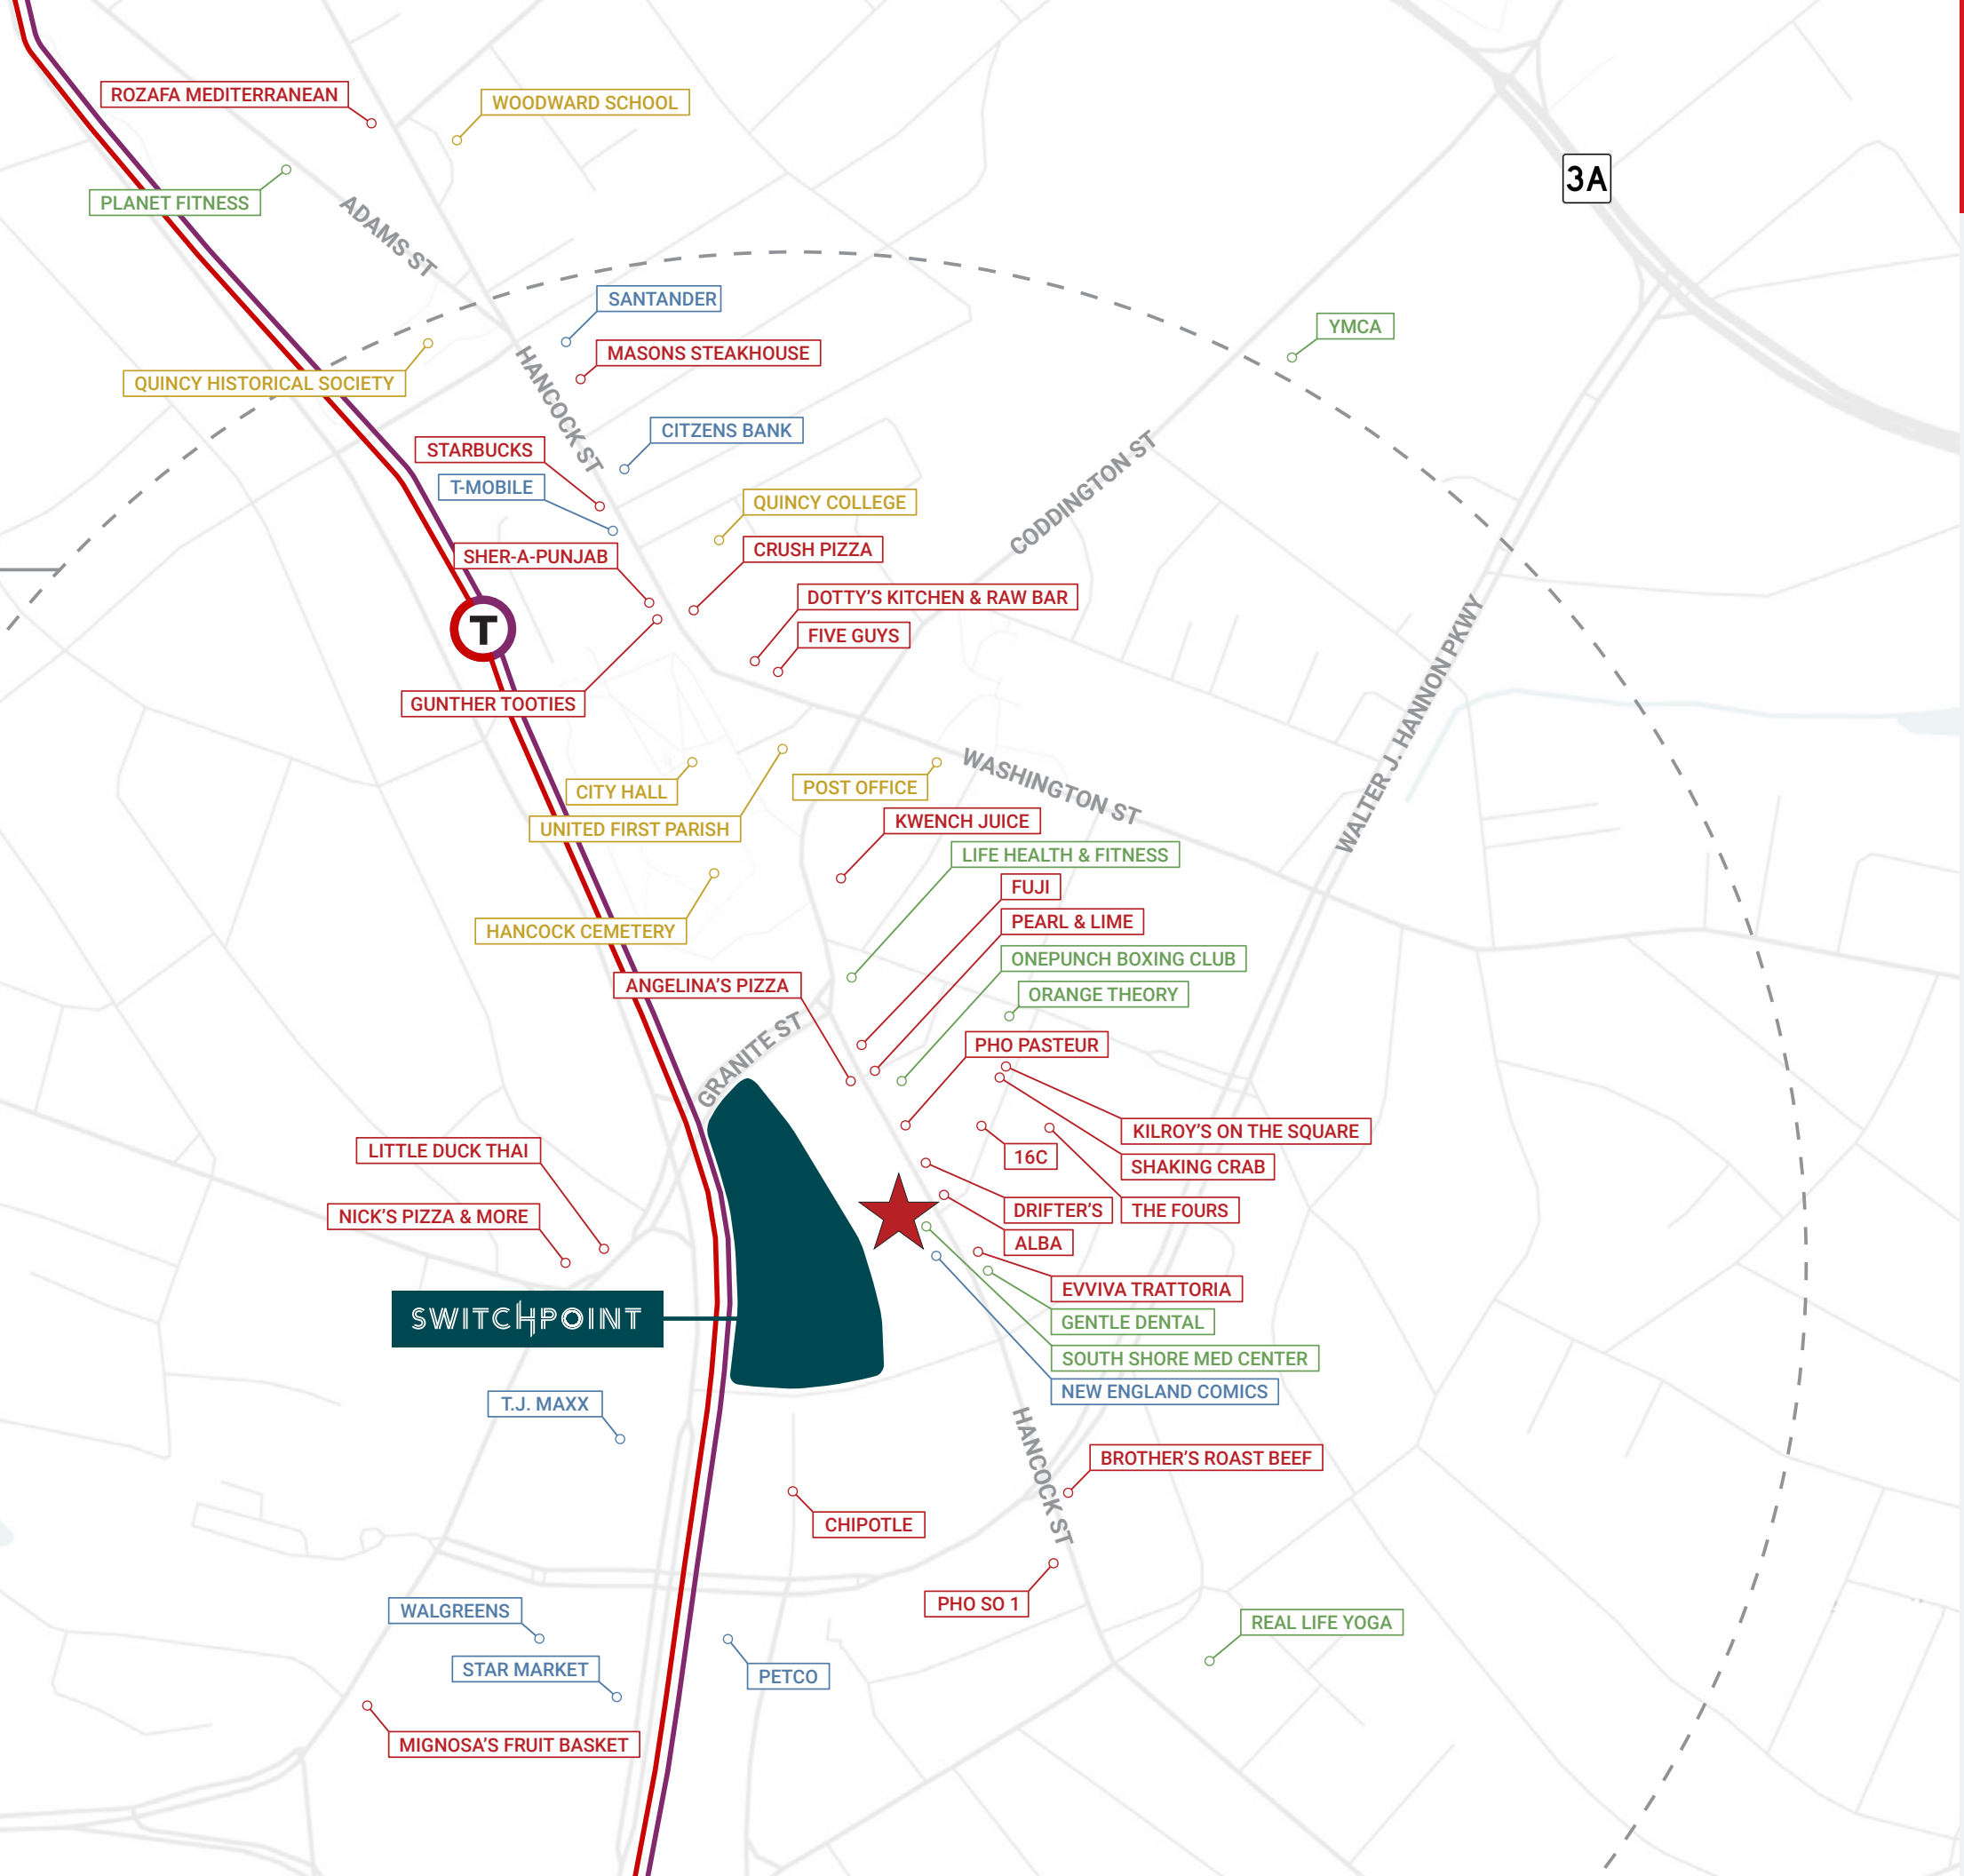 ROZAFA MEDITERRANEAN
WOODWARD SCHOOL
3A
PLANET FITNESS
ADAMS ST
SANTANDER
YMCA
MASONS STEAKHOUSE
QUINCY HISTORICAL SOCIETY
HANCOCK ST
CITZENS BANK
STARBUCKS
T-MOBILE
CODDINGTON ST
QUINCY COLLEGE
CRUSH PIZZA
SHER-A-PUNJAB
DOTTY'S KITCHEN & RAW BAR
T
FIVE GUYS
GUNTHER TOOTIES
WALTER J. HANNON PKWY
WASHINGTON ST
CITY HALL
POST OFFICE
UNITED FIRST PARISH
KWENCH JUICE
LIFE HEALTH & FITNESS
FUJI
PEARL & LIME
HANCOCK CEMETERY
ONEPUNCH BOXING CLUB
ANGELINA'S PIZZA
ORANGE THEORY
GRANITE ST
PHO PASTEUR
KILROY'S ON THE SQUARE
LITTLE DUCK THAI
16C
SHAKING CRAB
NICK'S PIZZA & MORE
DRIFTER'S
THE FOURS
ALBA
EVVIVA TRATTORIA
SWITCHPOINT
GENTLE DENTAL
SOUTH SHORE MED CENTER
NEW ENGLAND COMICS
T.J. MAXX
HANCOCK ST
BROTHER'S ROAST BEEF
CHIPOTLE
PHO SO 1
WALGREENS
REAL LIFE YOGA
STAR MARKET
PETCO
MIGNOSA'S FRUIT BASKET